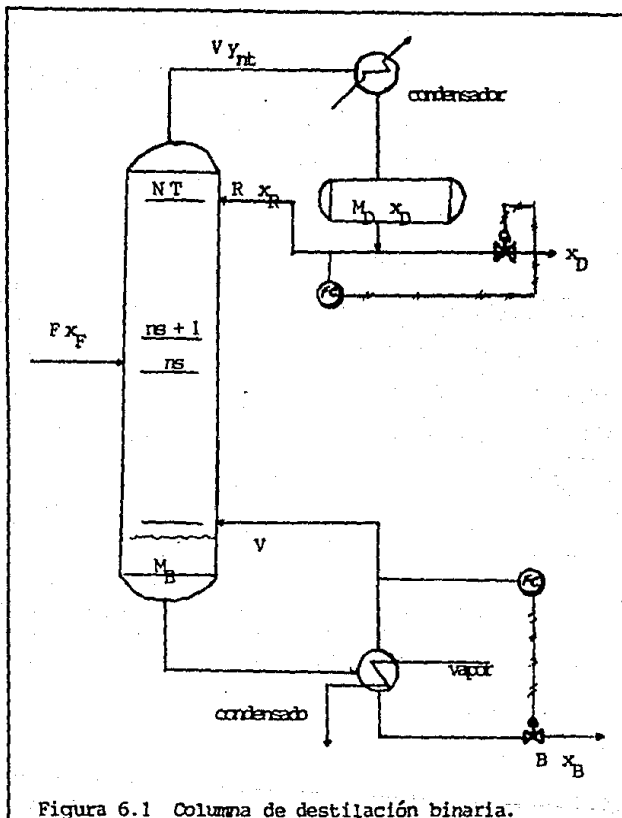 V y_nt
condensador
NT
R x_R
M_D x_D
x_D
FC
ns + 1
F x_F
ns
V
M_B
FC
vapor
condensado
B x_B
Figura 6.1 Columna de destilación binaria.